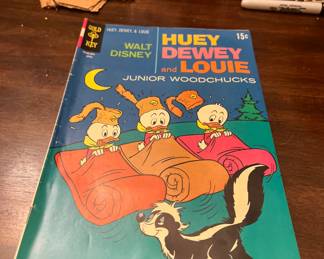 GOLD
KEY
HUEY, DEWEY, & LOUIE
15¢
WALT
DISNEY
HUEY
DEWEY
and LOUIE
JUNIOR WOODCHUCKS